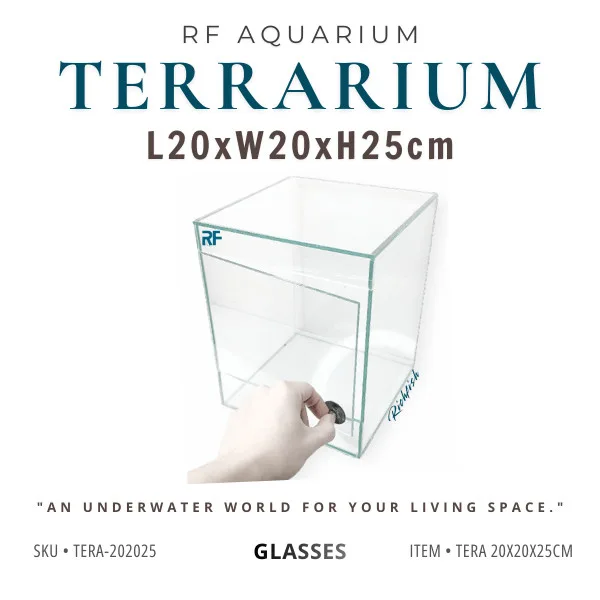 RF AQUARIUM
TERRARIUM
L20xW20xH25cm
RF
Richfish
"AN UNDERWATER WORLD FOR YOUR LIVING SPACE."
SKU • TERA-202025
GLASSES
ITEM • TERA 20X20X25CM